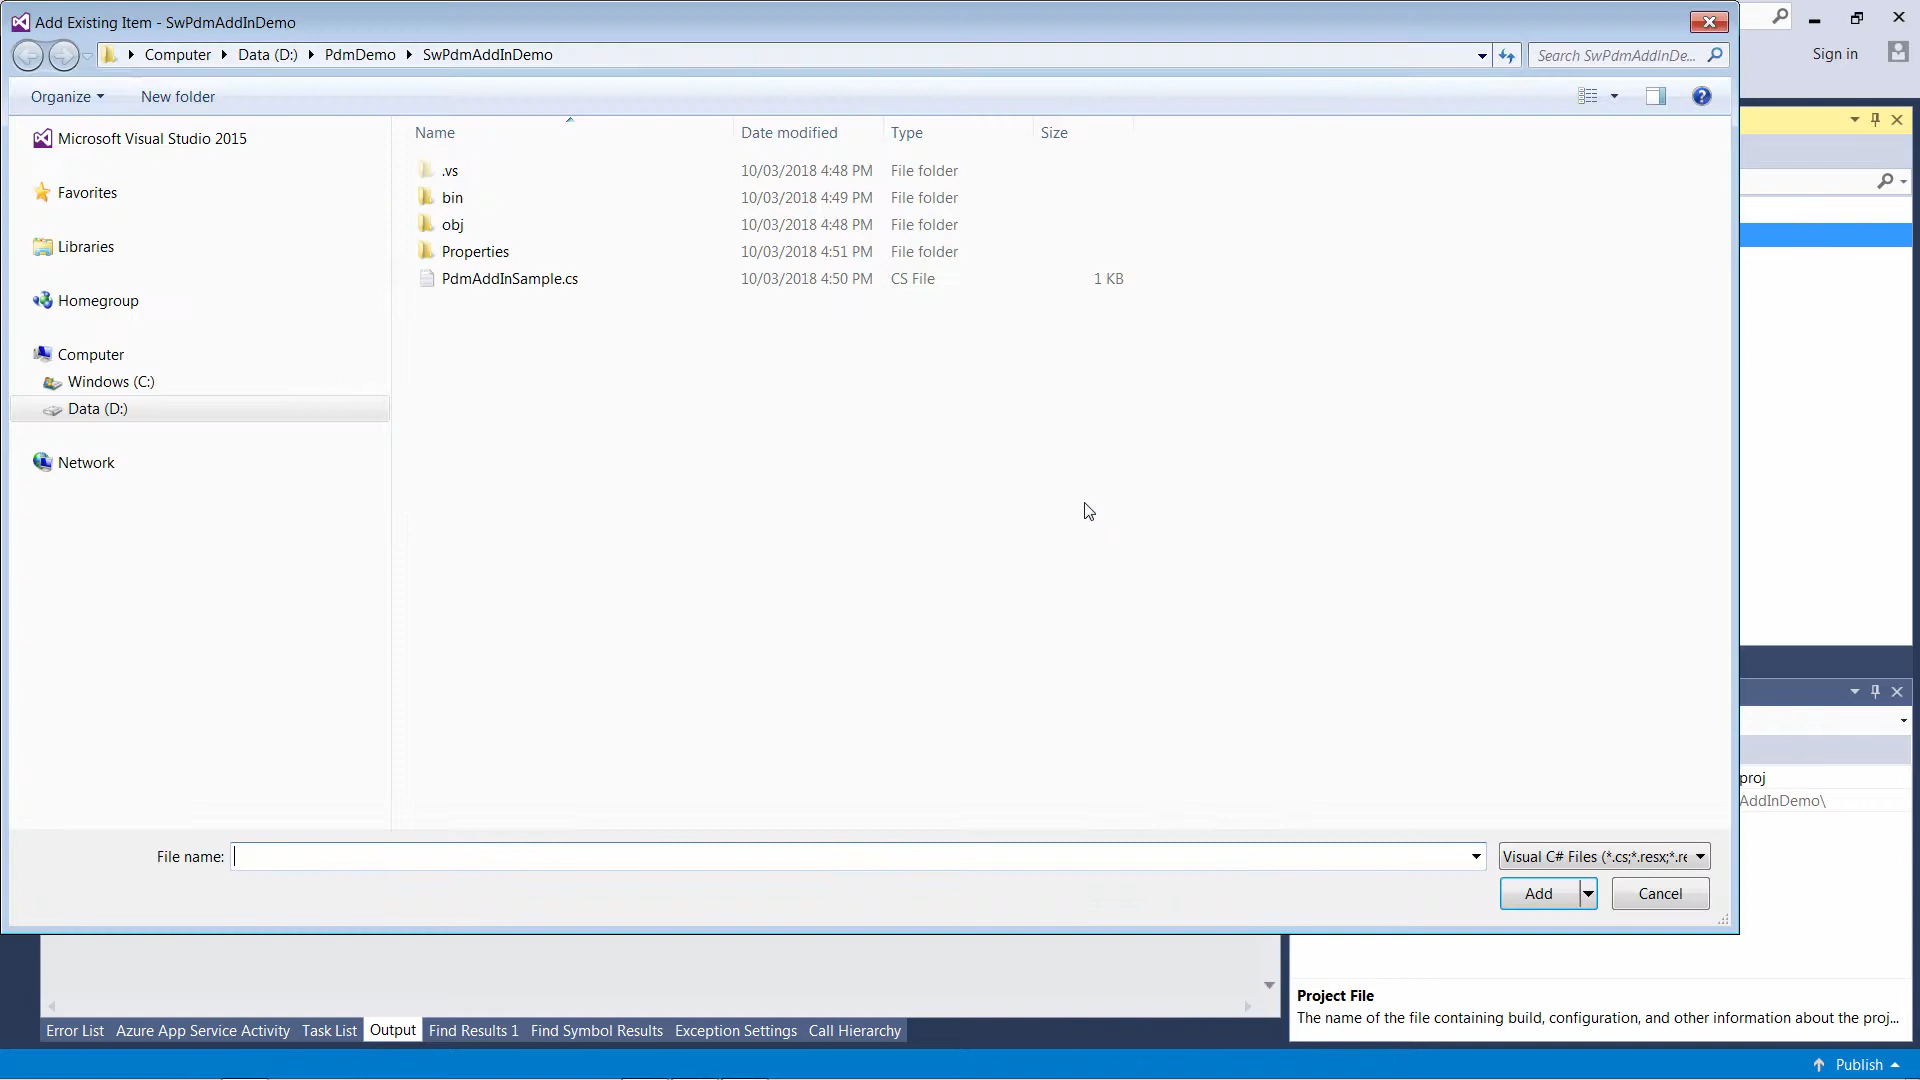 Add Existing Item - SwPdmAddInDemo
Computer Data (D:) PdmDemo SwPdmAddInDemo
Search SwPdmAddInDe...
Sign in
Organize New folder
Microsoft Visual Studio 2015
Favorites
Libraries
Homegroup
Computer
Windows (C:)
Data (D:)
Network
Name Date modified Type Size
.vs 10/03/2018 4:48 PM File folder
bin 10/03/2018 4:49 PM File folder
obj 10/03/2018 4:48 PM File folder
Properties 10/03/2018 4:51 PM File folder
PdmAddInSample.cs 10/03/2018 4:50 PM CS File 1 KB
proj
AddInDemo\
File name: Visual C# Files (*.cs;*.resx;*.re
Add Cancel
Project File
The name of the file containing build, configuration, and other information about the proj...
Error List Azure App Service Activity Task List Output Find Results 1 Find Symbol Results Exception Settings Call Hierarchy
Publish